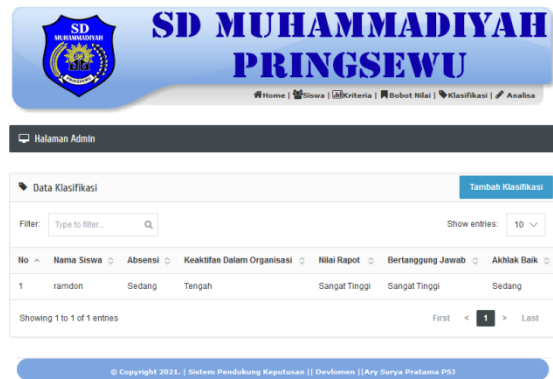 SD
MUHAMMADIYAH
PRINGSEWU
SD MUHAMMADIYAH
PRINGSEWU
Home | Siswa | Kriteria | Bobot Nilai | Klasifikasi | Analisa
Halaman Admin
Data Klasifikasi
Tambah Klasifikasi
Filter: Type to filter... Show entries: 10
No Nama Siswa Absensi Keaktifan Dalam Organisasi Nilai Rapot Bertanggung Jawab Akhlak Baik
1 ramdon Sedang Tengah Sangat Tinggi Sangat Tinggi Sedang
Showing 1 to 1 of 1 entries First < 1 > Last
© Copyright 2021. | Sistem Pendukung Keputusan || Devlomen ||Ary Surya Pratama PSJ